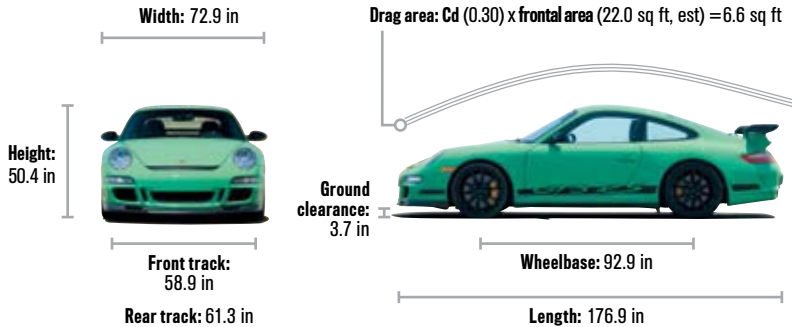 Width: 72.9 in
Drag area: Cd (0.30) x frontal area (22.0 sq ft, est) =6.6 sq ft
Height:
50.4 in
Ground
clearance:
3.7 in
Front track:
58.9 in
Rear track: 61.3 in
Wheelbase: 92.9 in
Length: 176.9 in